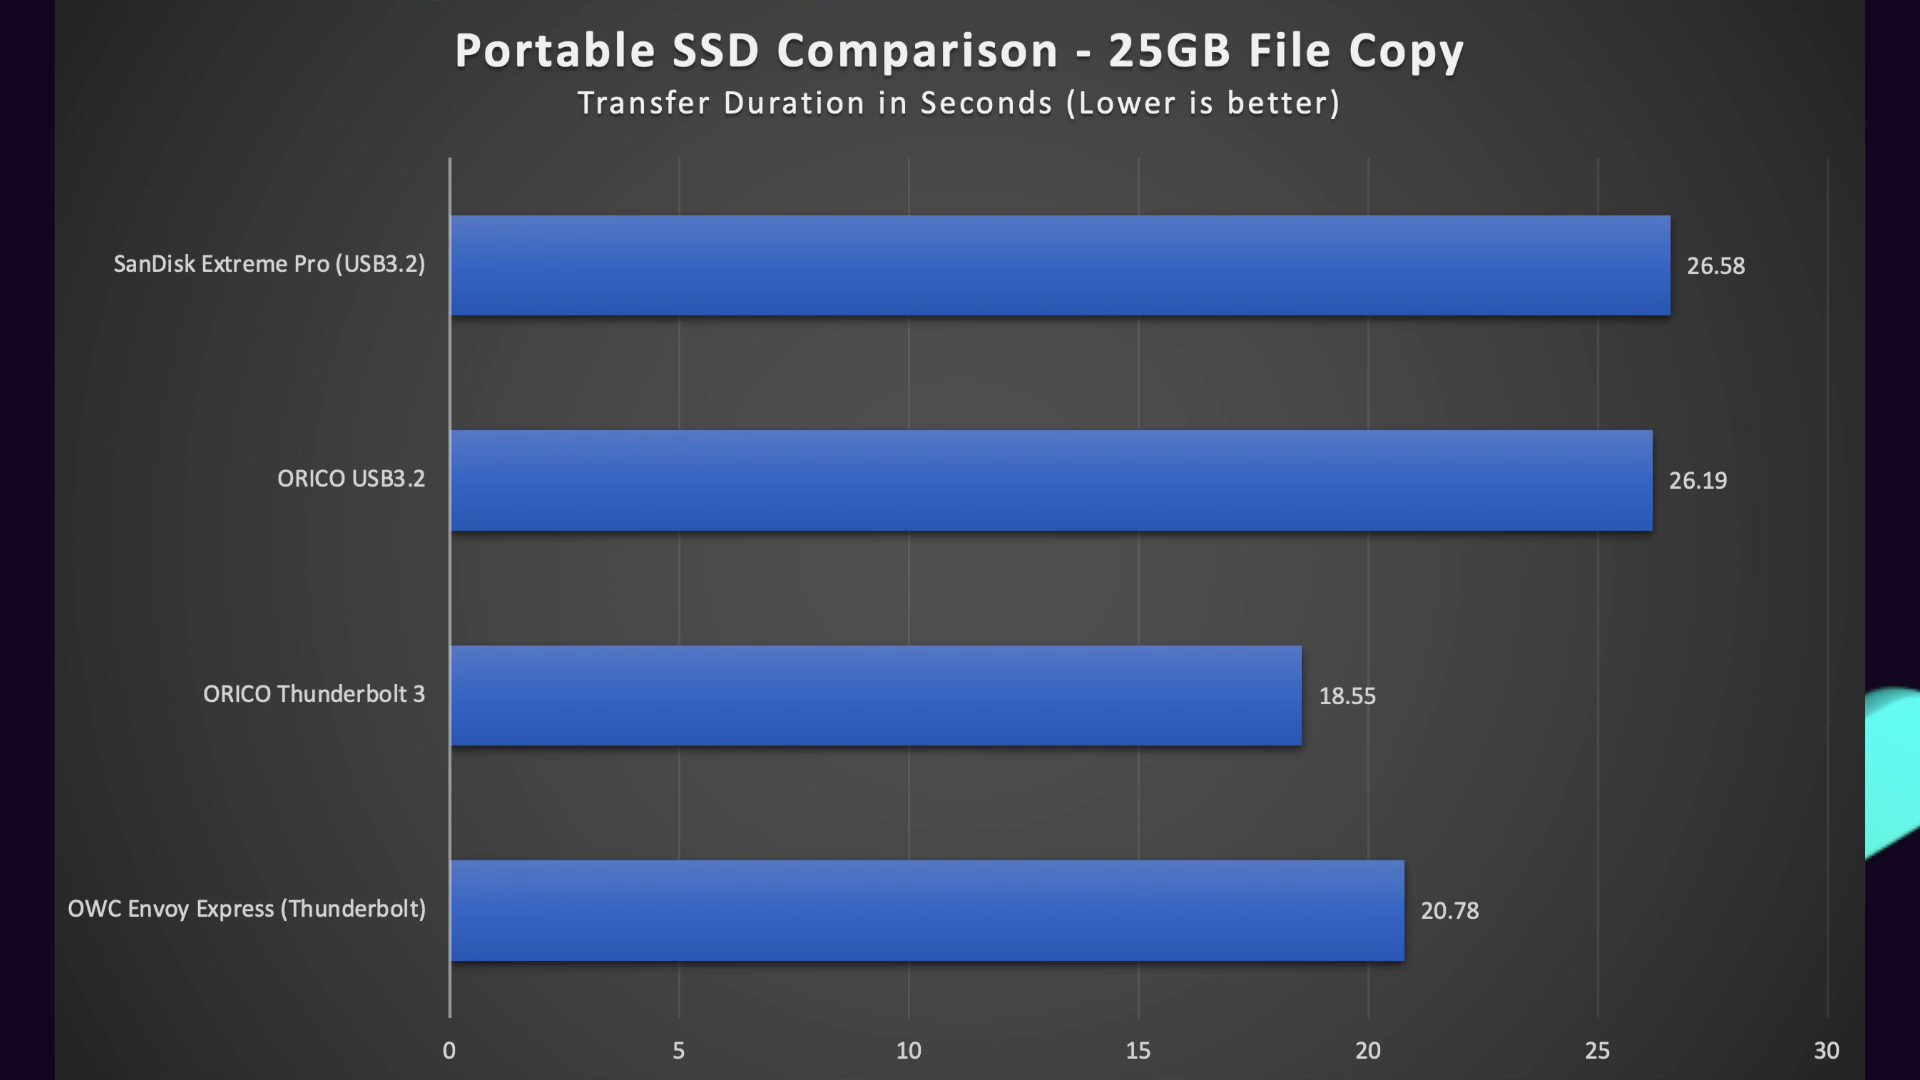 Portable SSD Comparison - 25GB File Copy
Transfer Duration in Seconds (Lower is better)
SanDisk Extreme Pro (USB3.2)
26.58
ORICO USB3.2
26.19
ORICO Thunderbolt 3
18.55
OWC Envoy Express (Thunderbolt)
20.78
0 5 10 15 20 25 30